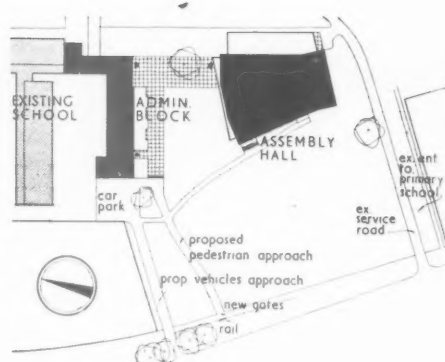 EXISTING
SCHOOL
ADMIN.
BLOCK
ASSEMBLY
HALL
car
park
ex. ent
to
primary
school
ex.
service
road
proposed
pedestrian approach
prop vehicles approach
new gates
rail